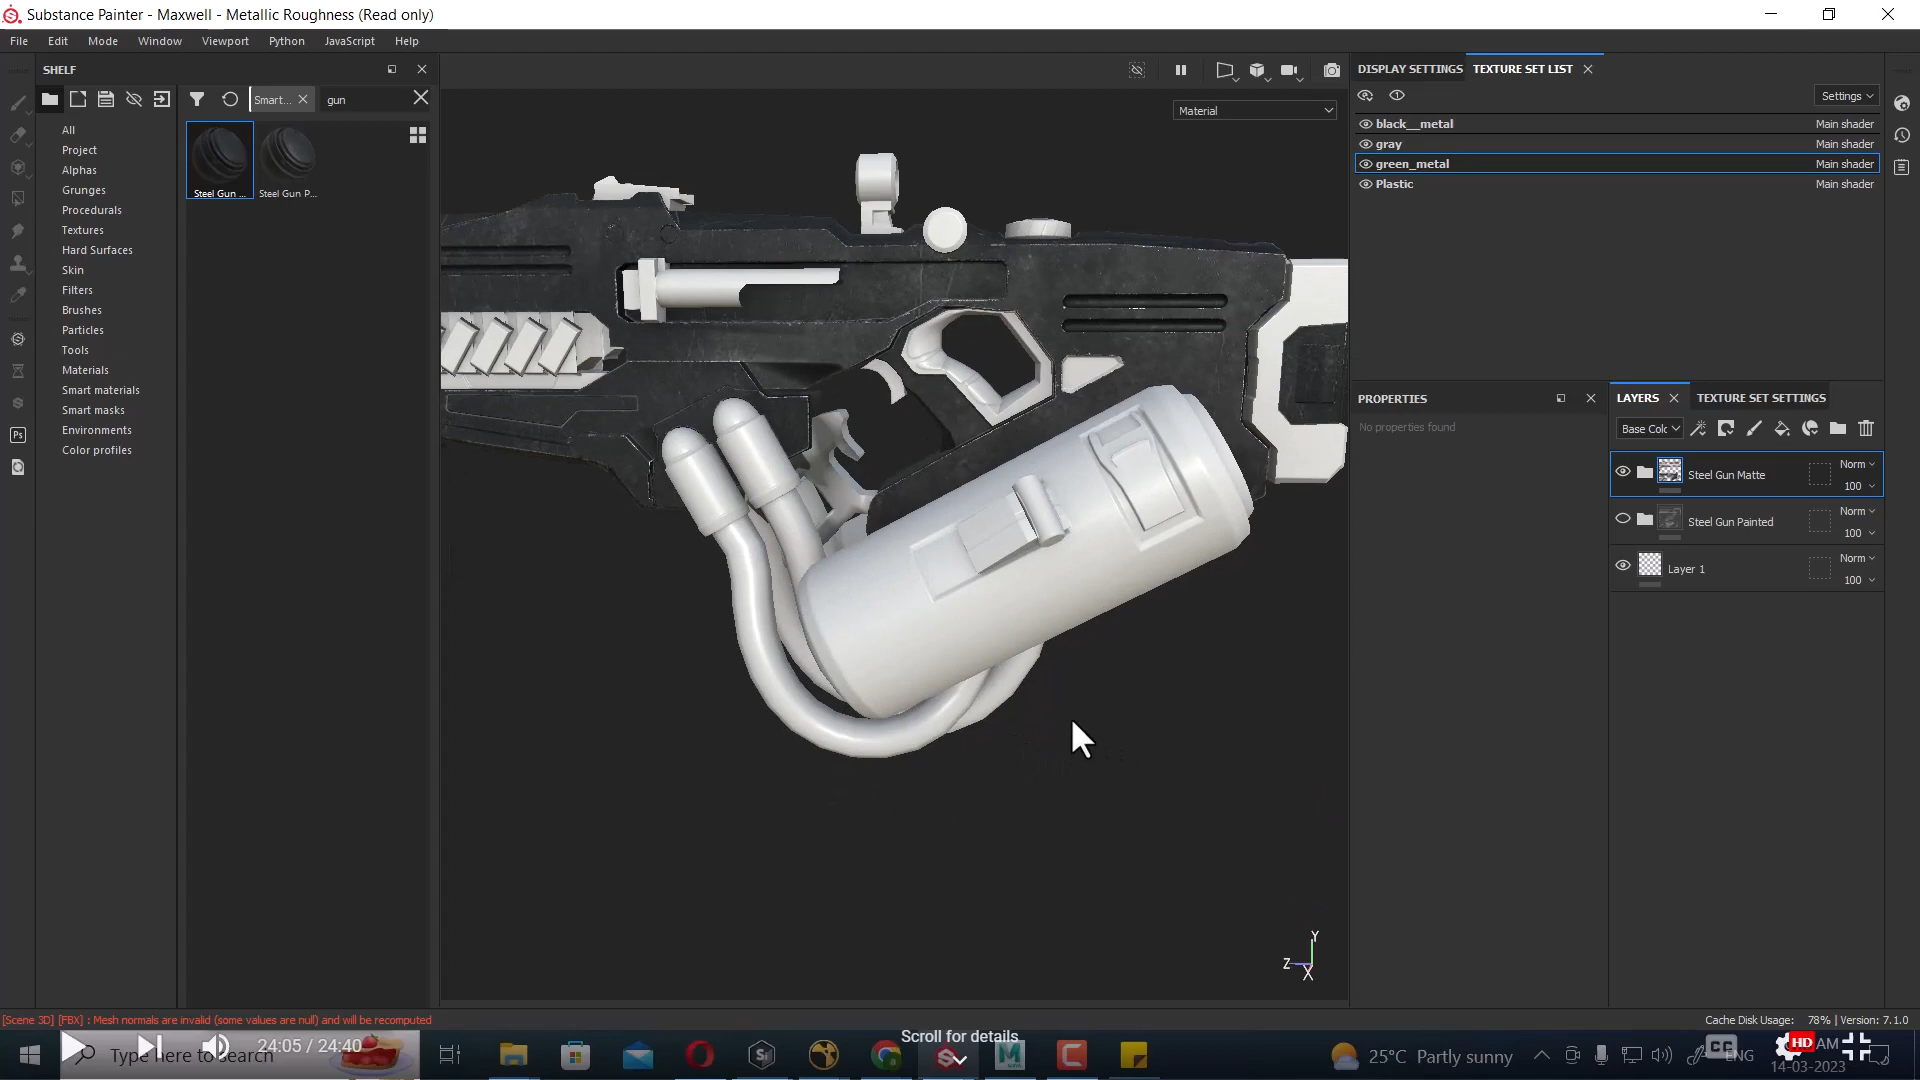 Substance Painter - Maxwell - Metallic Roughness (Read only)
File Edit Mode Window Viewport Python JavaScript Help
SHELF
Smart... gun
All
Project
Alphas
Grunges
Procedurals
Textures
Hard Surfaces
Skin
Filters
Brushes
Particles
Tools
Materials
Smart materials
Smart masks
Environments
Color profiles
Steel Gun ... Steel Gun P...
Material
DISPLAY SETTINGS TEXTURE SET LIST
Settings
black__metal Main shader
gray Main shader
green_metal Main shader
Plastic Main shader
PROPERTIES
No properties found
LAYERS TEXTURE SET SETTINGS
Base Colc
Steel Gun Matte Norm 100
Steel Gun Painted Norm 100
Layer 1 Norm 100
Ps
Y
Z
X
[Scene 3D] [FBX] : Mesh normals are invalid (some values are null) and will be recomputed
Cache Disk Usage: 78% | Version: 7.1.0
Type here to search
24:05 / 24:40
Scroll for details
25°C Partly sunny
CC
ENG
HD
AM
14-03-2023